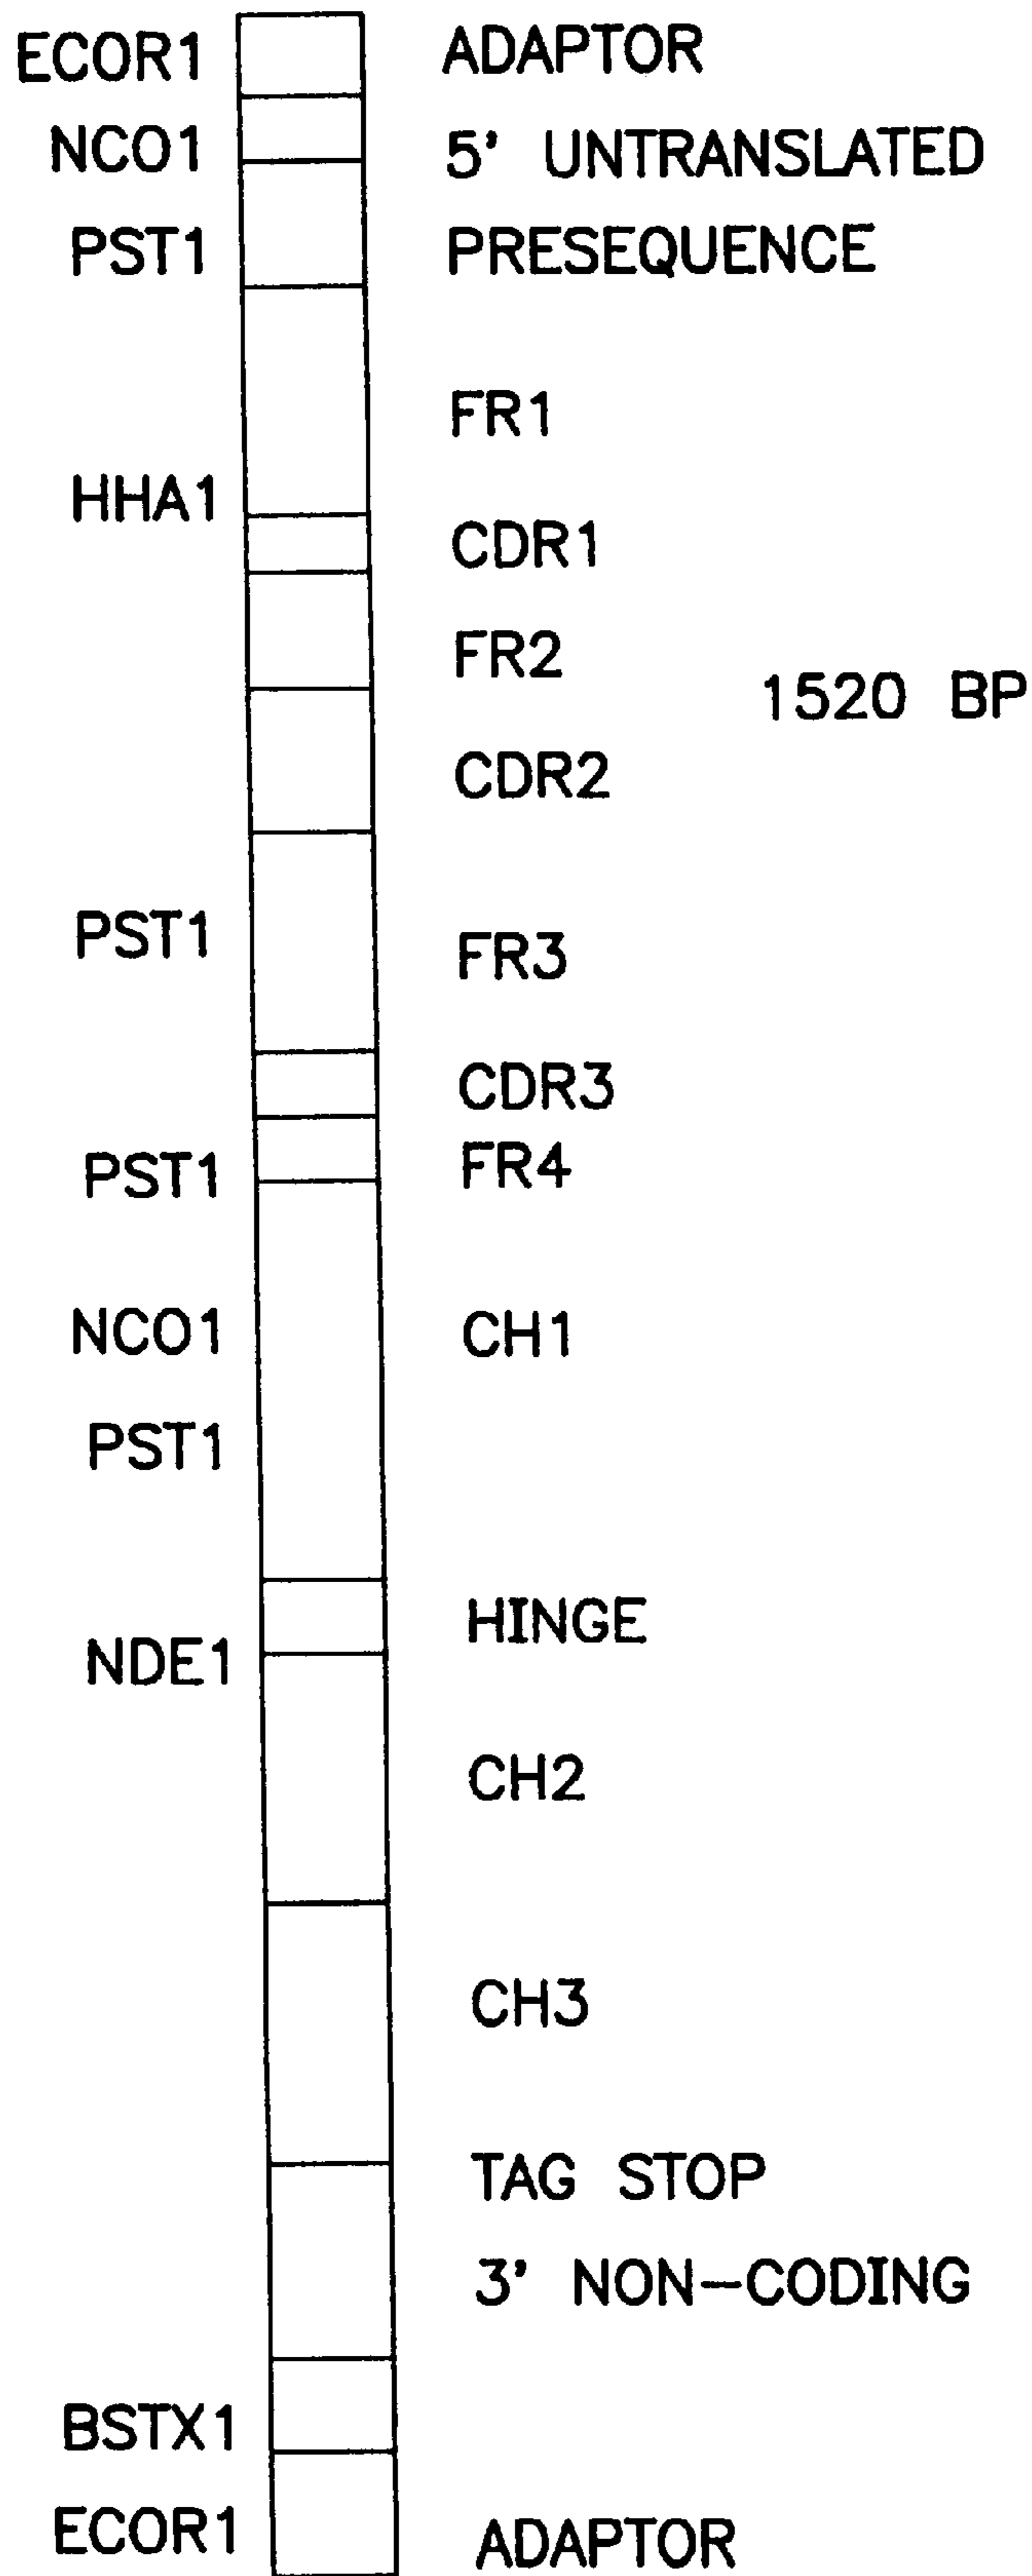 ECOR1 ADAPTOR
NCO1 5' UNTRANSLATED
PST1 PRESEQUENCE
FR1
HHA1
CDR1
FR2
1520 BP
CDR2
PST1 FR3
CDR3
PST1 FR4
NCO1 CH1
PST1
HINGE
NDE1
CH2
CH3
TAG STOP
3' NON-CODING
BSTX1
ECOR1 ADAPTOR